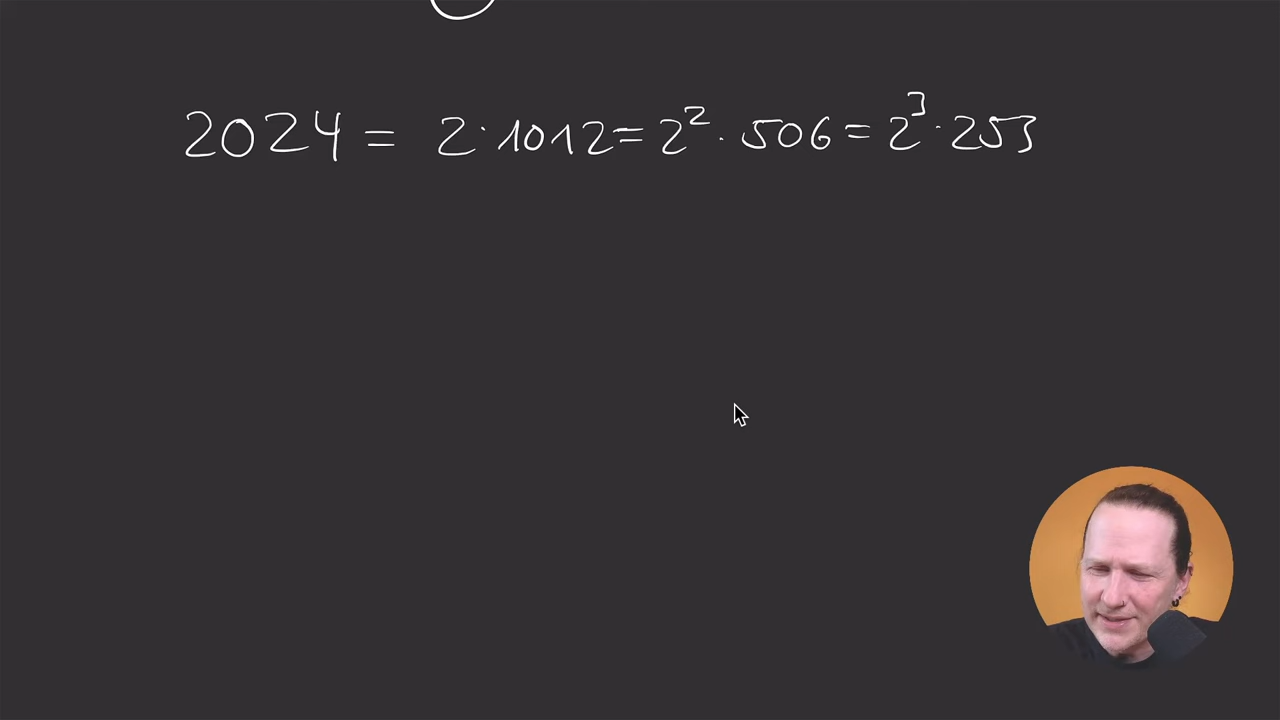 2024 = 2·1012 = 2² · 506 = 2³ · 253